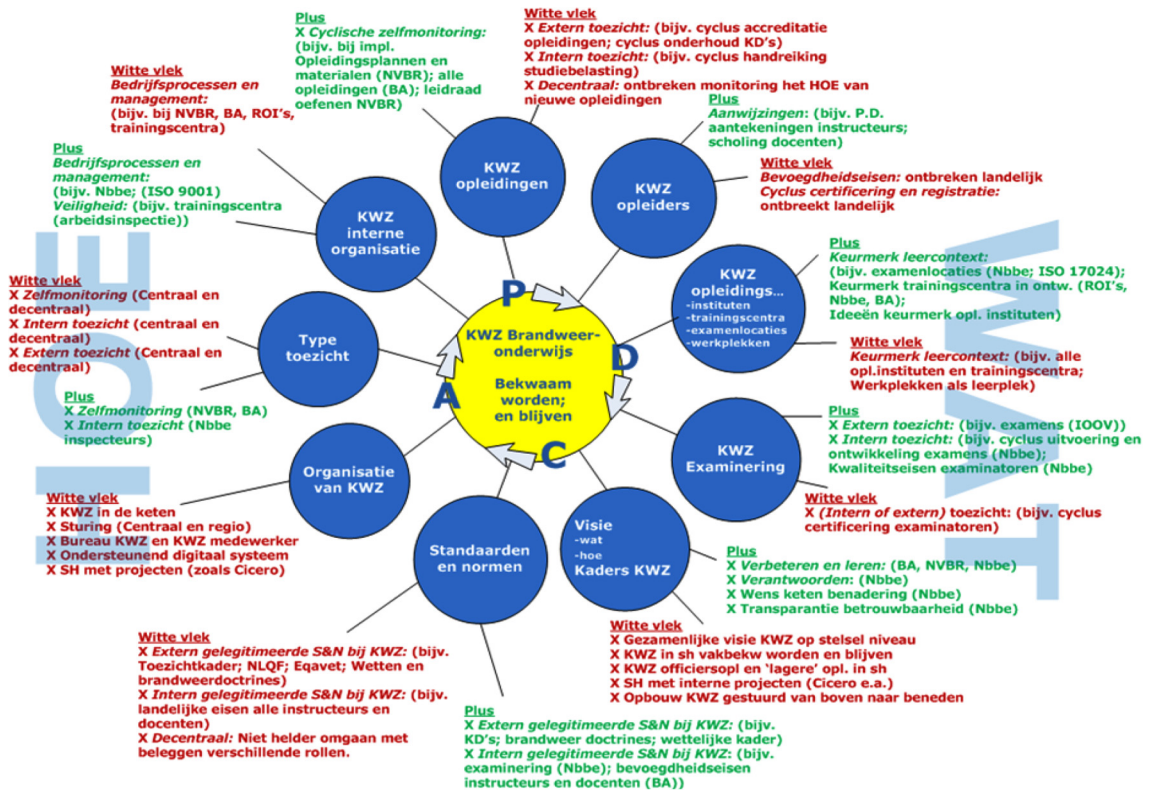 Plus
X Cyclische zelfmonitoring:
(bijv. bij impl.
Opleidingsplannen en
materialen (NVBR); alle
opleidingen (BA); leidraad
oefenen NVBR)
Witte vlek
X Extern toezicht: (bijv. cyclus accreditatie
opleidingen; cyclus onderhoud KD's)
X Intern toezicht: (bijv. cyclus handreiking
studiebelasting)
X Decentraal: ontbreken monitoring het HOE van
nieuwe opleidingen
Witte vlek
Bedrijfsprocessen en
management:
(bijv. bij NVBR, BA, ROI's,
trainingscentra)
Plus
Aanwijzingen: (bijv. P.D.
aantekeningen instructeurs;
scholing docenten)
Plus
Bedrijfsprocessen en
management:
(bijv. Nbbe; (ISO 9001)
Veiligheid: (bijv. trainingscentra
(arbeidsinspectie))
Witte vlek
Bevoegdheidseisen: ontbreken landelijk
Cyclus certificering en registratie:
ontbreekt landelijk
KWZ
opleidingen
KWZ
opleiders
KWZ
interne
organisatie
HOE
WAT
Plus
Keurmerk leercontext:
(bijv. examenlocaties (Nbbe; ISO 17024);
Keurmerk trainingscentra in ontw. (ROI's,
Nbbe, BA);
Ideeën keurmerk opl. instituten)
KWZ
opleidings...
-instituten
-trainingscentra
-examenlocaties
-werkplekken
Witte vlek
X Zelfmonitoring (Centraal en
decentraal)
X Intern toezicht (centraal en
decentraal)
X Extern toezicht (Centraal en
decentraal)
Type
toezicht
P
D
C
A
KWZ Brandweer-
onderwijs
Bekwaam
worden;
en blijven
Witte vlek
Keurmerk leercontext: (bijv. alle
opl.instituten en trainingscentra;
Werkplekken als leerplek)
Plus
X Zelfmonitoring (NVBR, BA)
X Intern toezicht (Nbbe
inspecteurs)
Plus
X Extern toezicht: (bijv. examens (IOOV))
X Intern toezicht: (bijv. cyclus uitvoering en
ontwikkeling examens (Nbbe);
Kwaliteitseisen examinatoren (Nbbe)
KWZ
Examinering
Organisatie
van KWZ
Witte vlek
X KWZ in de keten
X Sturing (Centraal en regio)
X Bureau KWZ en KWZ medewerker
X Ondersteunend digitaal systeem
X SH met projecten (zoals Cicero)
Witte vlek
X (Intern of extern) toezicht: (bijv. cyclus
certificering examinatoren)
Standaarden
en normen
Visie
-wat
-hoe
Kaders KWZ
Plus
X Verbeteren en leren: (BA, NVBR, Nbbe)
X Verantwoorden: (Nbbe)
X Wens keten benadering (Nbbe)
X Transparantie betrouwbaarheid (Nbbe)
Witte vlek
X Gezamenlijke visie KWZ op stelsel niveau
X KWZ in sh vakbekw worden en blijven
X KWZ officiersopl en 'lagere' opl. in sh
X SH met interne projecten (Cicero e.a.)
X Opbouw KWZ gestuurd van boven naar beneden
Witte vlek
X Extern gelegitimeerde S&N bij KWZ: (bijv.
Toezichtkader; NLQF; Eqavet; Wetten en
brandweerdoctrines)
X Intern gelegitimeerde S&N bij KWZ: (bijv.
landelijke eisen alle instructeurs en
docenten)
X Decentraal: Niet helder omgaan met
beleggen verschillende rollen.
Plus
X Extern gelegitimeerde S&N bij KWZ: (bijv.
KD's; brandweer doctrines; wettelijke kader)
X Intern gelegitimeerde S&N bij KWZ: (bijv.
examinering (Nbbe); bevoegdheidseisen
instructeurs en docenten (BA))